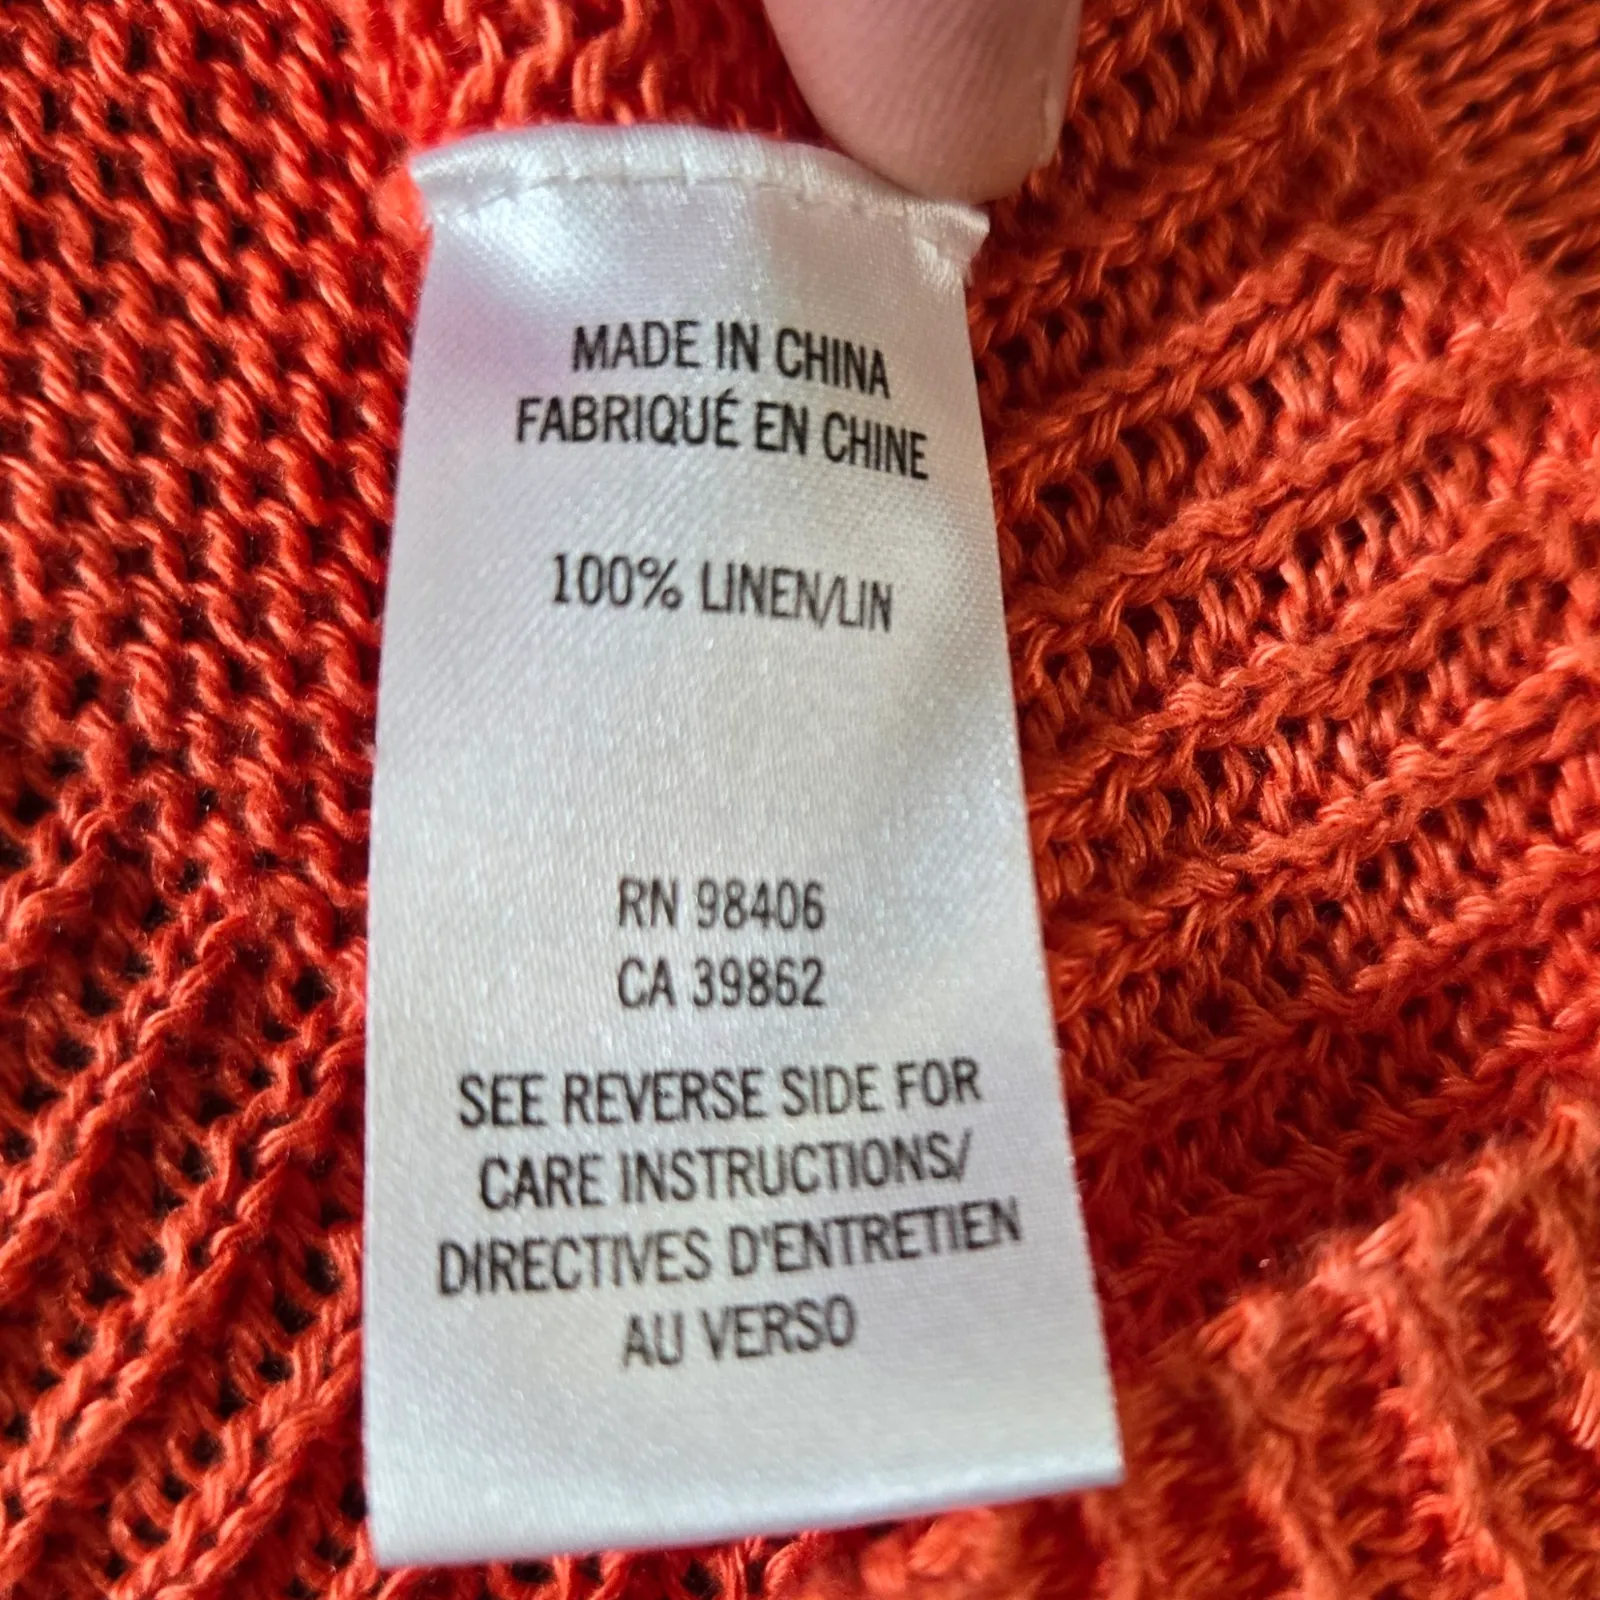 MADE IN CHINA
FABRIQUÉ EN CHINE
100% LINEN/LIN
RN 98406
CA 39862
SEE REVERSE SIDE FOR
CARE INSTRUCTIONS/
DIRECTIVES D'ENTRETIEN
AU VERSO